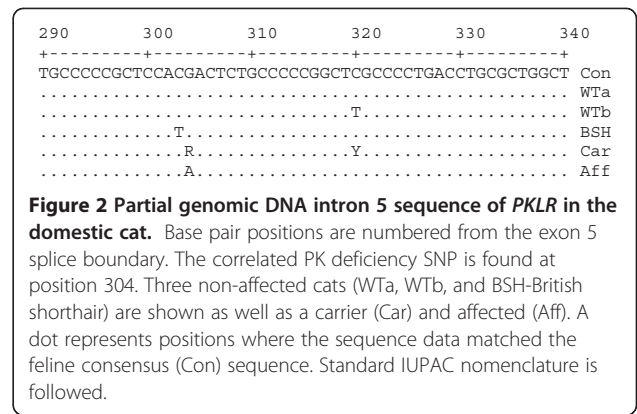 290 300 310 320 330 340
+---------+---------+---------+---------+---------+
TGCCCCCGCTCCACGACTCTGCCCCCGGCTCGCCCCTGACCTGCGCTGGCT Con
................................................... WTa
..............................T.................... WTb
.............T..................................... BSH
..............R...............Y.................... Car
..............A.................................... Aff
Figure 2 Partial genomic DNA intron 5 sequence of PKLR in the
domestic cat. Base pair positions are numbered from the exon 5
splice boundary. The correlated PK deficiency SNP is found at
position 304. Three non-affected cats (WTa, WTb, and BSH-British
shorthair) are shown as well as a carrier (Car) and affected (Aff). A
dot represents positions where the sequence data matched the
feline consensus (Con) sequence. Standard IUPAC nomenclature is
followed.